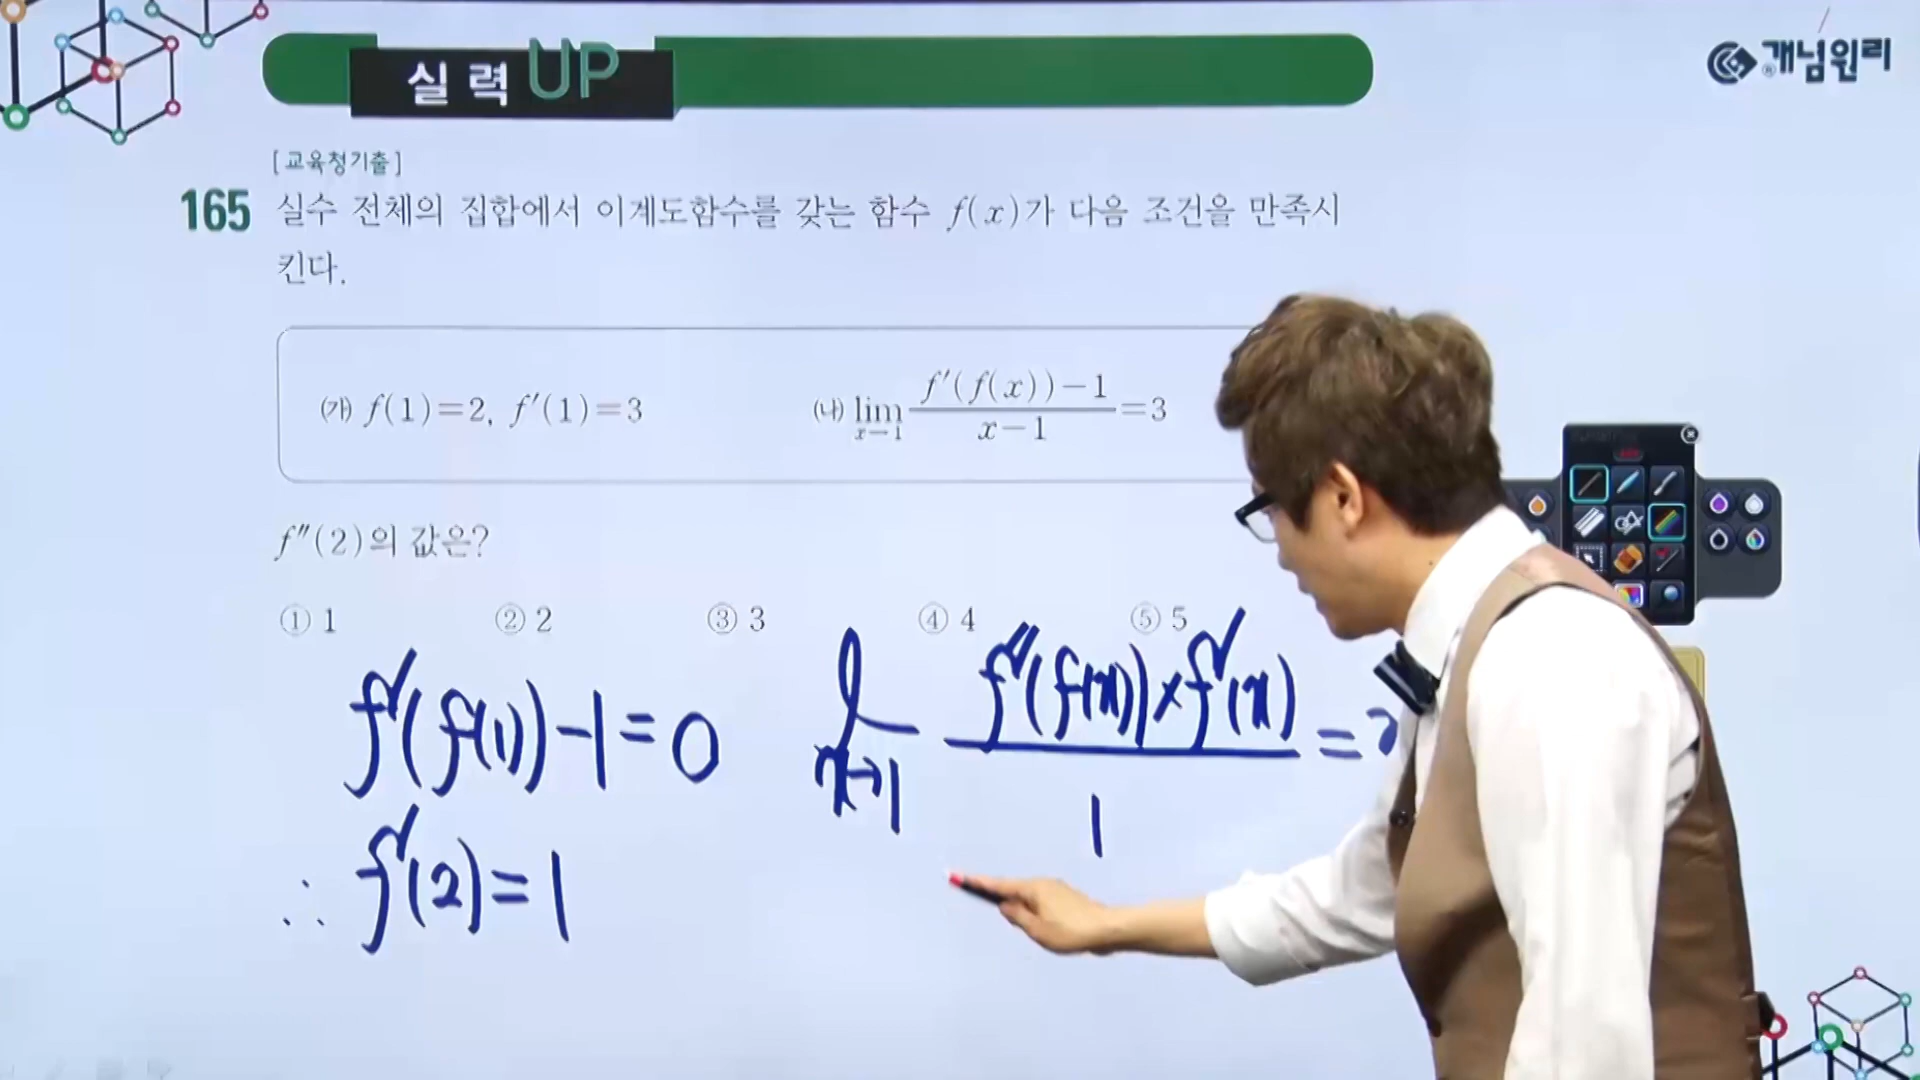 실력 UP
개념원리
[교육청기출]
165 실수 전체의 집합에서 이계도함수를 갖는 함수 f(x)가 다음 조건을 만족시
킨다.
㈎ f(1)=2, f′(1)=3 ㈏ lim x→1 f′(f(x))−1 / x−1 =3
f″(2)의 값은?
① 1 ② 2 ③ 3 ④ 4 ⑤ 5
f′(f(1))−1=0
∴ f′(2)=1
l x→1 f″(f(x))×f′(x) / 1 =